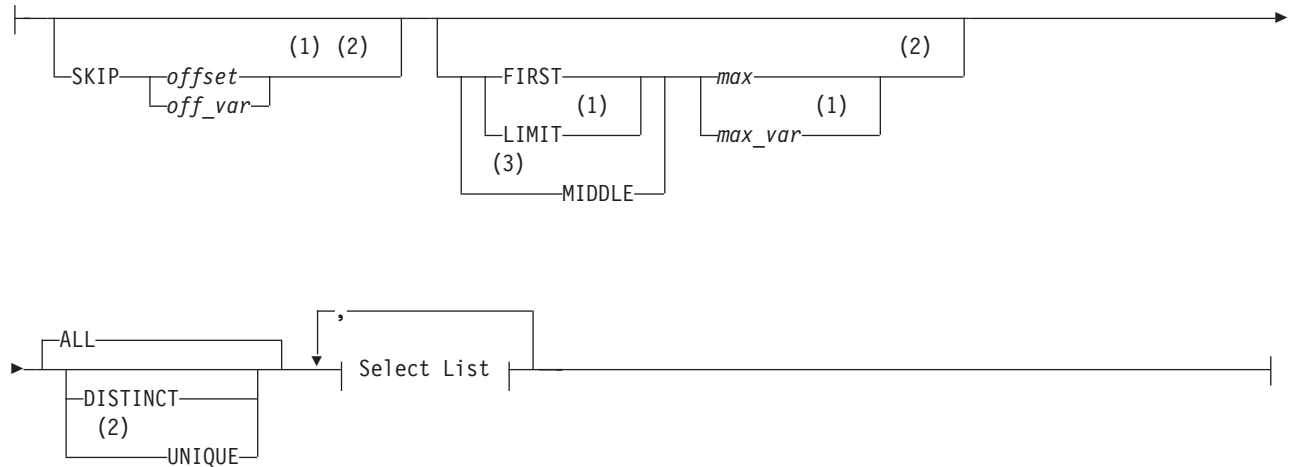 (1) (2) (2)
SKIP offset FIRST max
off_var (1) (1)
LIMIT max_var
(3)
MIDDLE
,
ALL
Select List
DISTINCT
(2)
UNIQUE